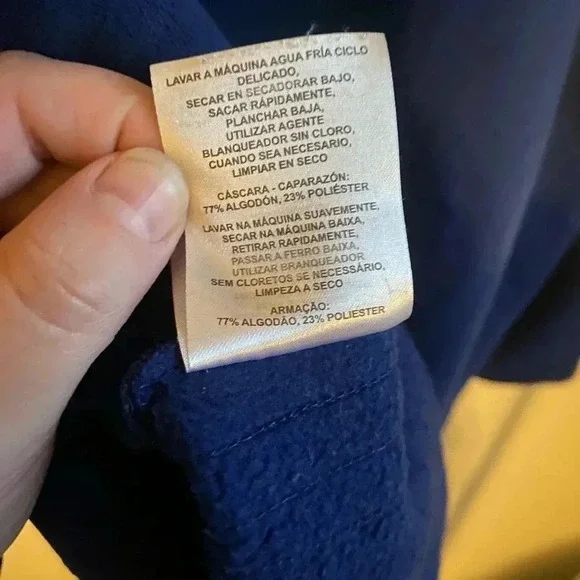 LAVAR A MÁQUINA AGUA FRÍA CICLO
DELICADO,
SECAR EN SECADORAR BAJO,
SACAR RÁPIDAMENTE,
PLANCHAR BAJA,
UTILIZAR AGENTE
BLANQUEADOR SIN CLORO,
CUANDO SEA NECESARIO,
LIMPIAR EN SECO
CÁSCARA - CAPARAZÓN:
77% ALGODÓN, 23% POLIÉSTER
LAVAR NA MÁQUINA SUAVEMENTE,
SECAR NA MÁQUINA BAIXA,
RETIRAR RAPIDAMENTE,
PASSAR A FERRO BAIXA,
UTILIZAR BRANQUEADOR
SEM CLORETOS SE NECESSÁRIO,
LIMPEZA A SECO
ARMAÇÃO:
77% ALGODÃO, 23% POLIESTER